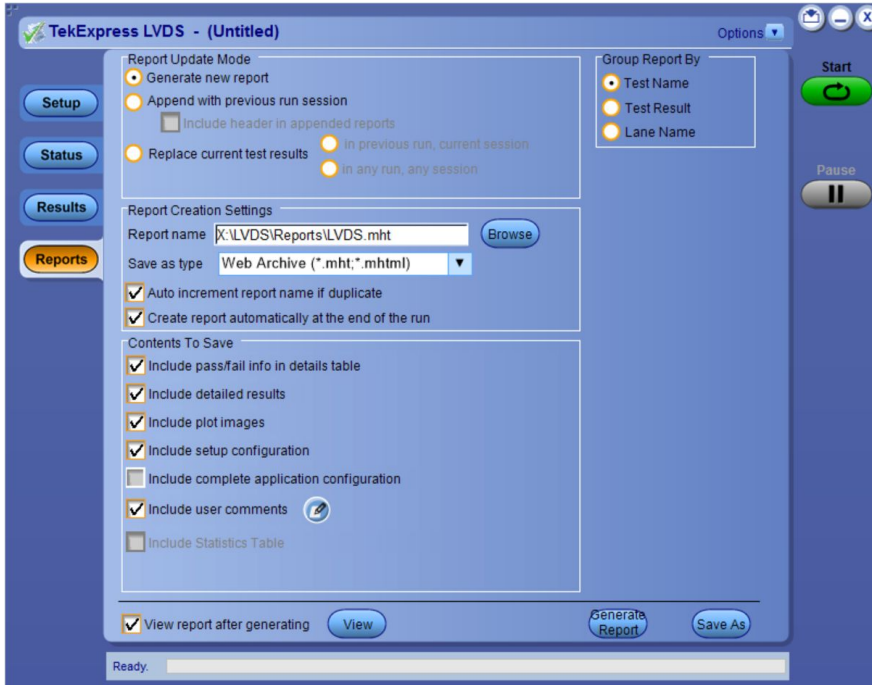 TekExpress LVDS - (Untitled)
Options
Setup
Status
Results
Reports
Report Update Mode
Generate new report
Append with previous run session
Include header in appended reports
Replace current test results
in previous run, current session
in any run, any session
Group Report By
Test Name
Test Result
Lane Name
Start
Pause
Report Creation Settings
Report name X:\LVDS\Reports\LVDS.mht Browse
Save as type Web Archive (*.mht;*.mhtml)
Auto increment report name if duplicate
Create report automatically at the end of the run
Contents To Save
Include pass/fail info in details table
Include detailed results
Include plot images
Include setup configuration
Include complete application configuration
Include user comments
Include Statistics Table
View report after generating View
Generate
Report
Save As
Ready.